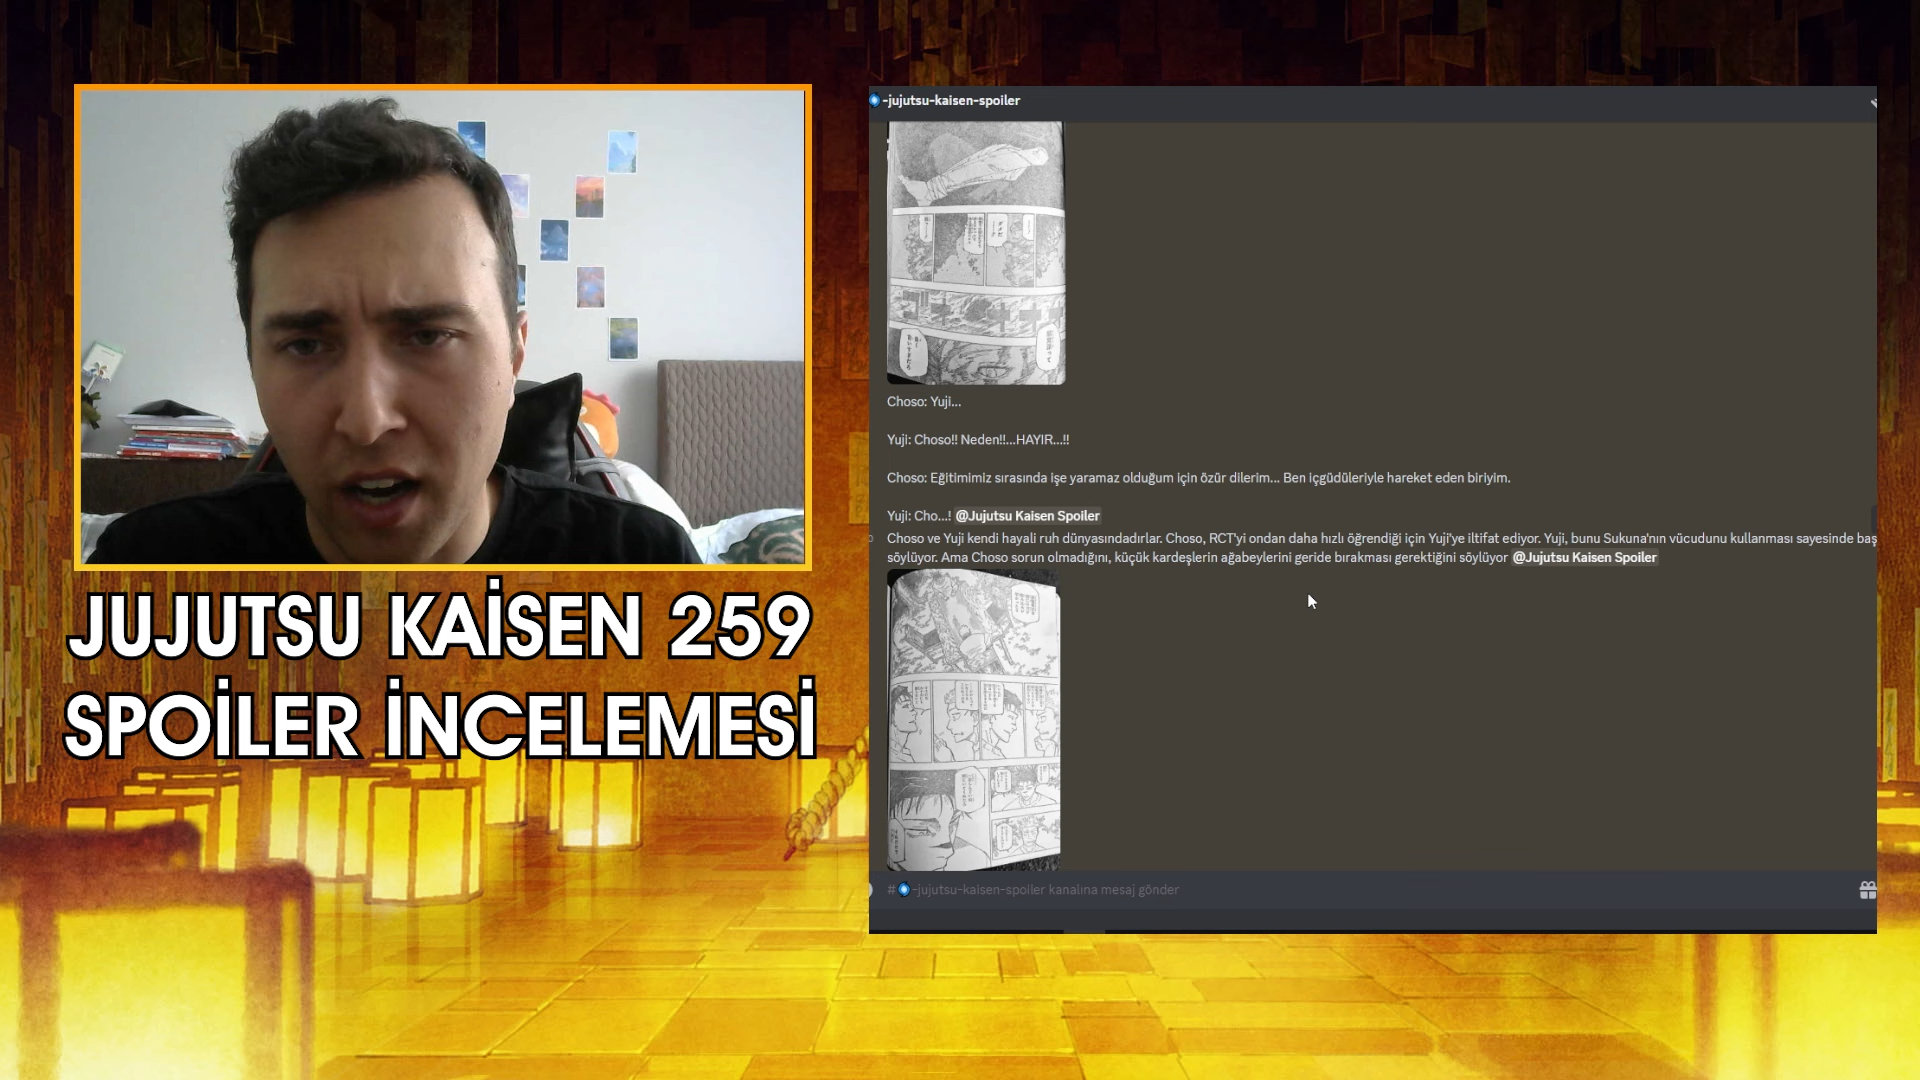 JUJUTSU KAİSEN 259
SPOİLER İNCELEMESİ
-jujutsu-kaisen-spoiler
Choso: Yuji...
Yuji: Choso!! Neden!!...HAYIR...!!
Choso: Eğitimimiz sırasında işe yaramaz olduğum için özür dilerim... Ben içgüdüleriyle hareket eden biriyim.
Yuji: Cho...! @Jujutsu Kaisen Spoiler
Choso ve Yuji kendi hayali ruh dünyasındadırlar. Choso, RCT'yi ondan daha hızlı öğrendiği için Yuji'ye iltifat ediyor. Yuji, bunu Sukuna'nın vücudunu kullanması sayesinde baş
söylüyor. Ama Choso sorun olmadığını, küçük kardeşlerin ağabeylerini geride bırakması gerektiğini söylüyor @Jujutsu Kaisen Spoiler
# -jujutsu-kaisen-spoiler kanalına mesaj gönder